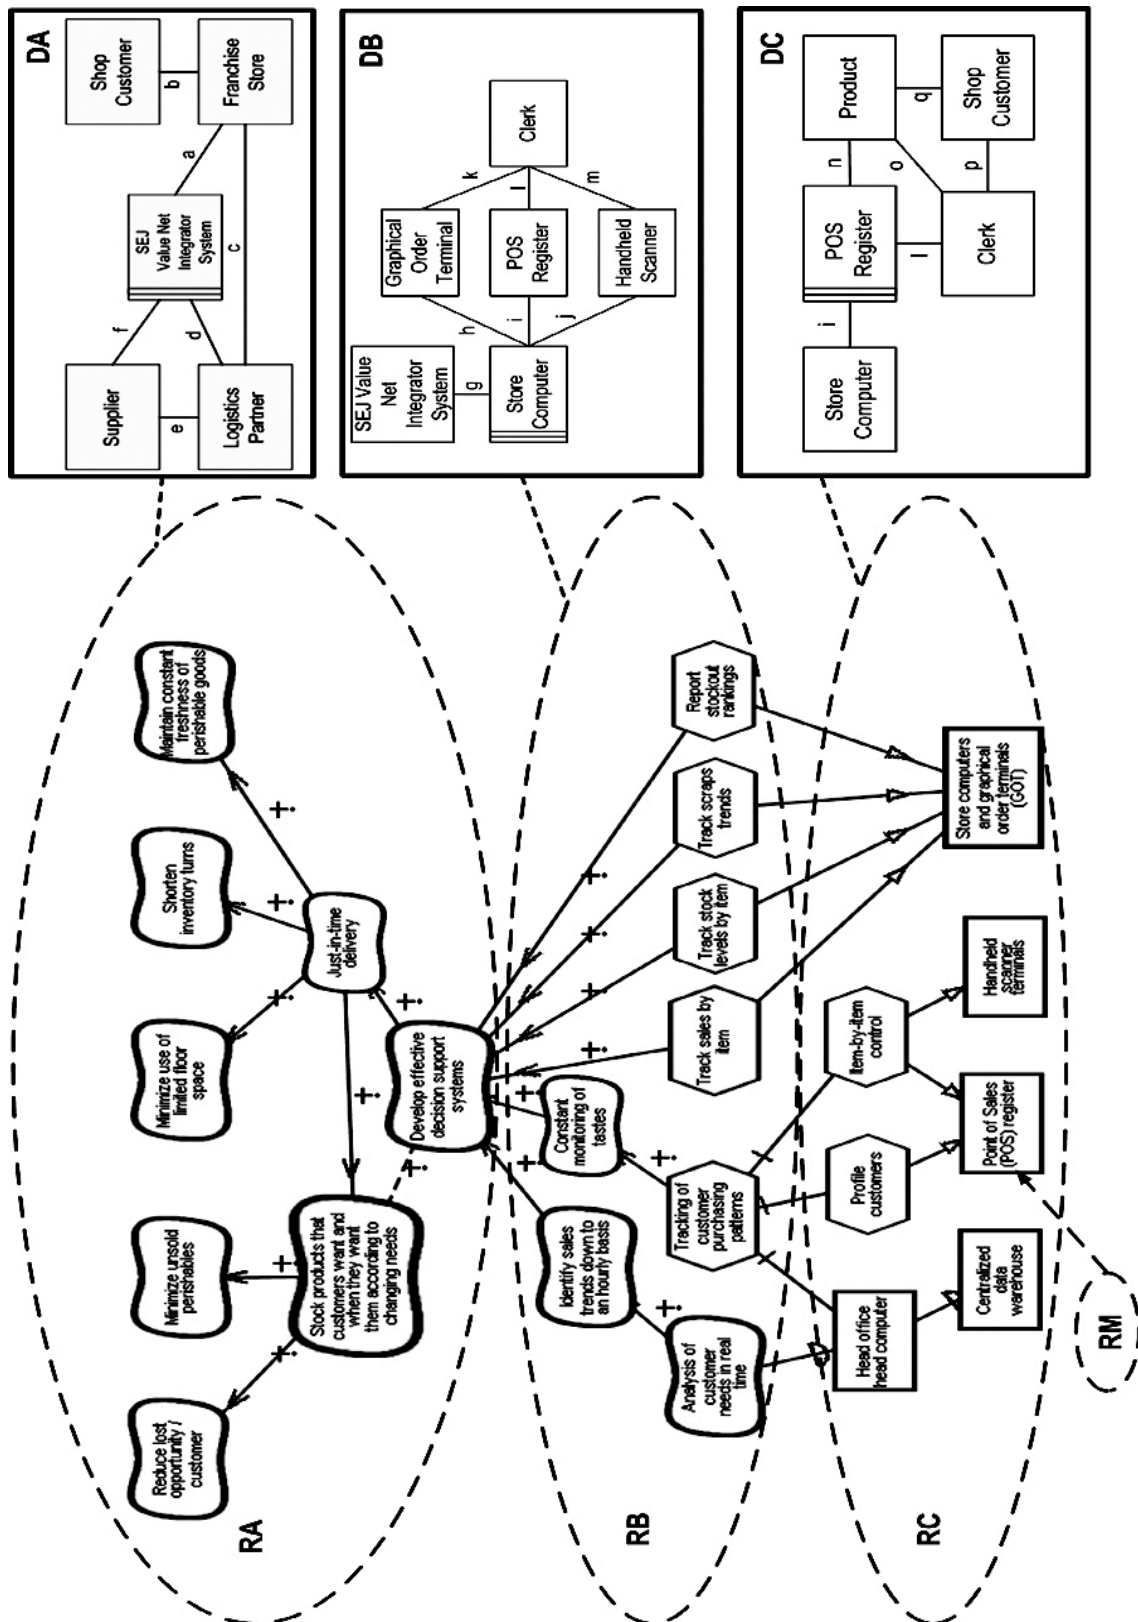 DA
Shop
Customer
b
Franchise
Store
a
SEJ
Value Net
Integrator
System
c
f
d
Supplier
e
Logistics
Partner
DB
Clerk
k
l
m
Graphical
Order
Terminal
POS
Register
Handheld
Scanner
h
i
j
SEJ Value
Net
Integrator
System
g
Store
Computer
DC
Product
q
Shop
Customer
n
o
p
POS
Register
l
Clerk
i
Store
Computer
RA
Reduce lost
opportunity /
customer
Minimize unsold
perishables
Minimize use of
limited floor
space
Shorten
inventory turns
Maintain constant
freshness of
perishable goods
+!
+!
+!
+!
+!
Stock products that
customers want and
when they want
them according to
changing needs
Just-in-time
delivery
+!
+!
+!
Develop effective
decision support
systems
RB
+!
+!
+!
+!
+!
+!
Identify sales
trends down to
an hourly basis
Constant
monitoring of
tastes
+!
+!
Analysis of
customer
needs in real
time
Tracking of
customer
purchasing
patterns
Track sales by
item
Track stock
levels by item
Track scraps
trends
Report
stockout
rankings
RC
Head office
head computer
Profile
customers
Item-by-item
control
Centralized
data
warehouse
Point of Sales
(POS) register
Handheld
scanner
terminals
Store computers
and graphical
order terminals
(GOT)
RM